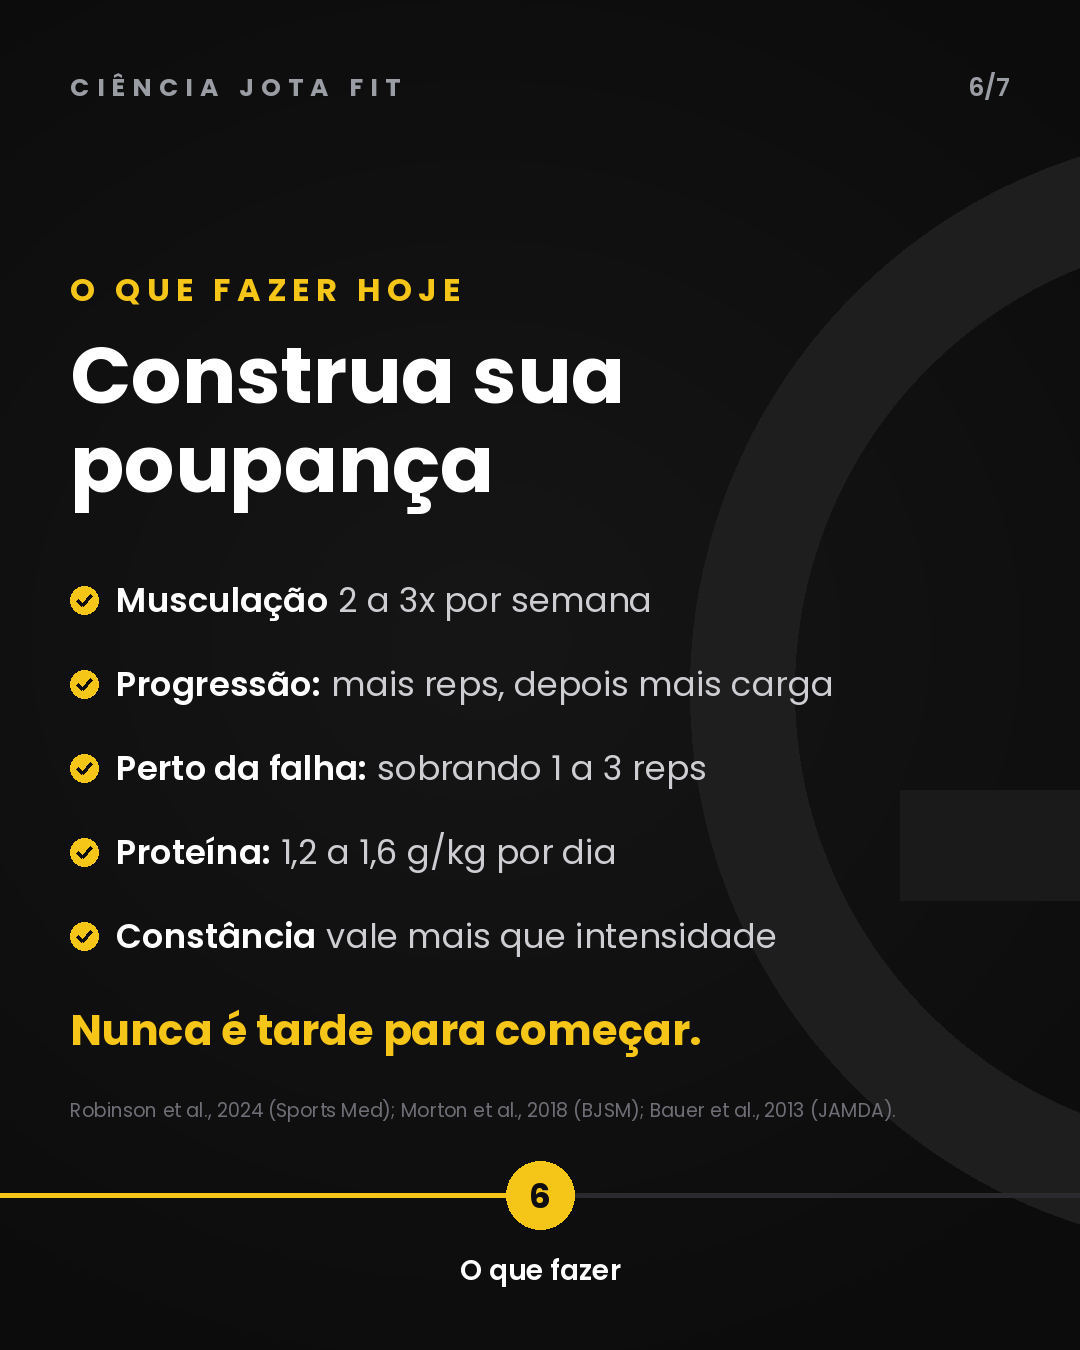 CIÊNCIA JOTA FIT
6/7
O QUE FAZER HOJE
Construa sua
poupança
Musculação 2 a 3x por semana
Progressão: mais reps, depois mais carga
Perto da falha: sobrando 1 a 3 reps
Proteína: 1,2 a 1,6 g/kg por dia
Constância vale mais que intensidade
Nunca é tarde para começar.
Robinson et al., 2024 (Sports Med); Morton et al., 2018 (BJSM); Bauer et al., 2013 (JAMDA).
6
O que fazer